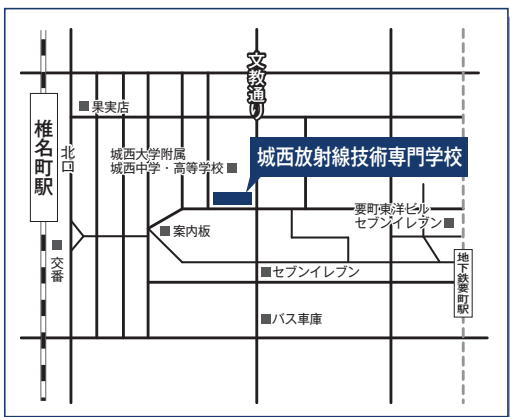 文教通り
果実店
椎名町駅
北口
城西大学附属
城西中学・高等学校
城西放射線技術専門学校
要町東洋ビル
セブンイレブン
案内板
交番
セブンイレブン
地下鉄要町駅
バス車庫